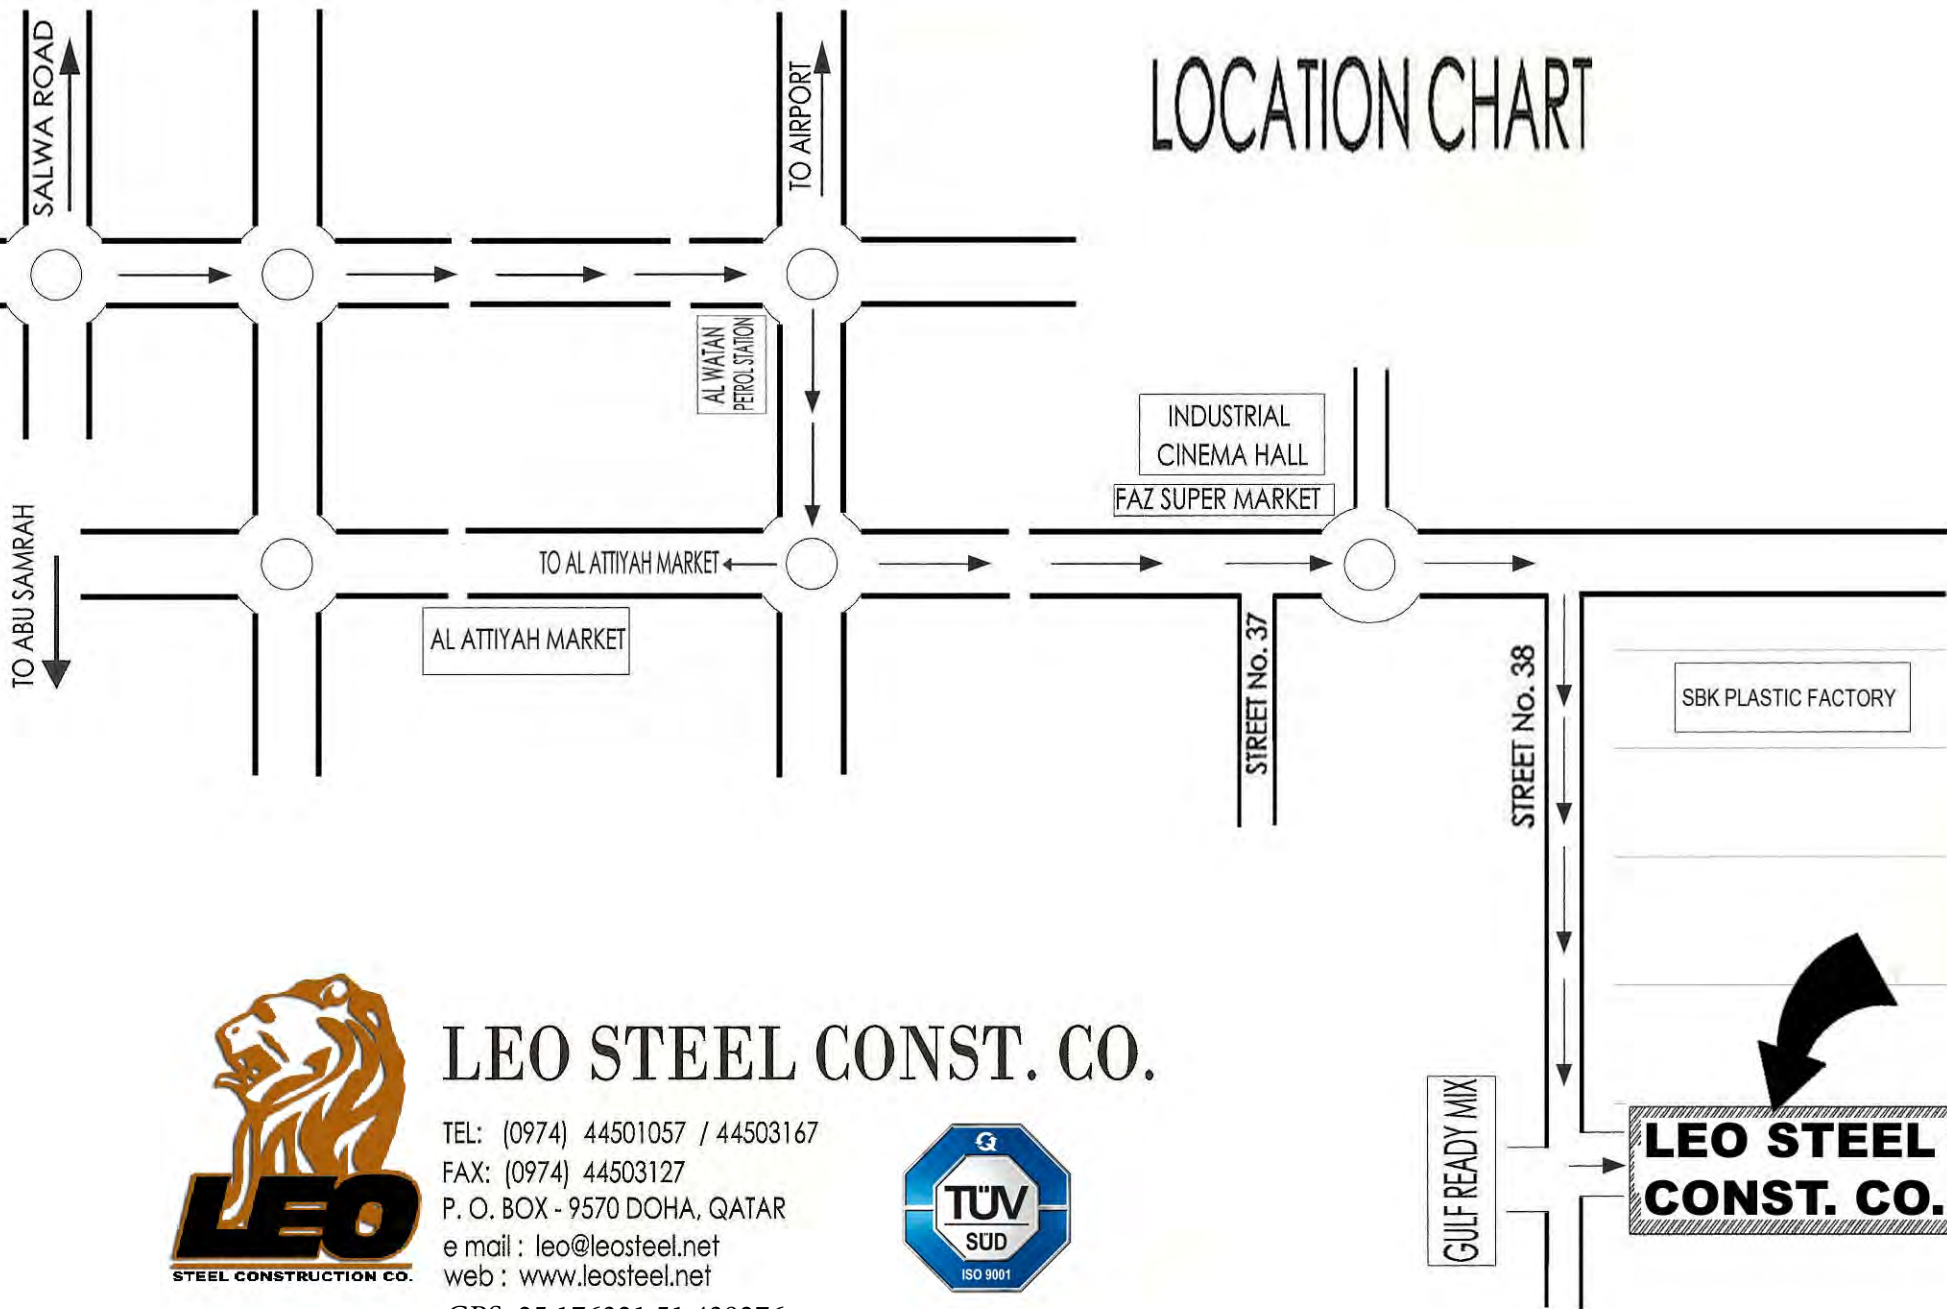 LOCATION CHART
SALWA ROAD
TO AIRPORT
AL WATAN
PETROL STATION
INDUSTRIAL
CINEMA HALL
FAZ SUPER MARKET
TO ABU SAMRAH
TO AL ATTIYAH MARKET
AL ATTIYAH MARKET
STREET No. 37
STREET No. 38
SBK PLASTIC FACTORY
GULF READY MIX
LEO STEEL
CONST. CO.
LEO
STEEL CONSTRUCTION CO.
LEO STEEL CONST. CO.
TEL: (0974) 44501057 / 44503167
FAX: (0974) 44503127
P. O. BOX - 9570 DOHA, QATAR
e mail : leo@leosteel.net
web : www.leosteel.net
TÜV
SÜD
ISO 9001